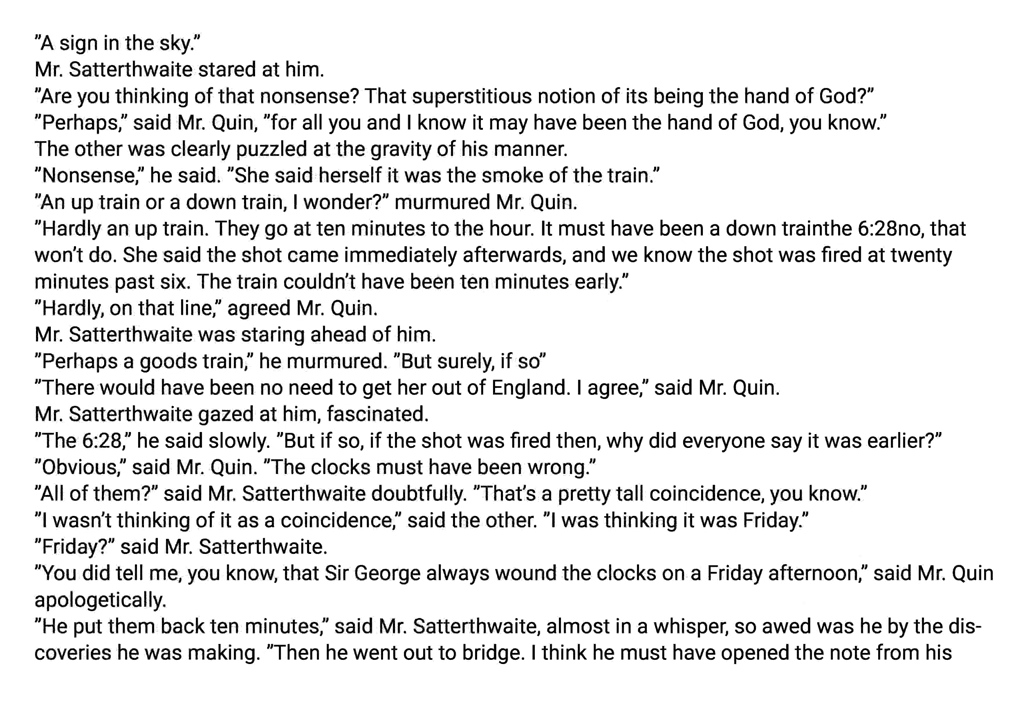 "A sign in the sky."
Mr. Satterthwaite stared at him.
"Are you thinking of that nonsense? That superstitious notion of its being the hand of God?"
"Perhaps," said Mr. Quin, "for all you and I know it may have been the hand of God, you know."
The other was clearly puzzled at the gravity of his manner.
"Nonsense," he said. "She said herself it was the smoke of the train."
"An up train or a down train, I wonder?" murmured Mr. Quin.
"Hardly an up train. They go at ten minutes to the hour. It must have been a down trainthe 6:28no, that
won't do. She said the shot came immediately afterwards, and we know the shot was fired at twenty
minutes past six. The train couldn't have been ten minutes early."
"Hardly, on that line," agreed Mr. Quin.
Mr. Satterthwaite was staring ahead of him.
"Perhaps a goods train," he murmured. "But surely, if so"
"There would have been no need to get her out of England. I agree," said Mr. Quin.
Mr. Satterthwaite gazed at him, fascinated.
"The 6:28," he said slowly. "But if so, if the shot was fired then, why did everyone say it was earlier?"
"Obvious," said Mr. Quin. "The clocks must have been wrong."
"All of them?" said Mr. Satterthwaite doubtfully. "That's a pretty tall coincidence, you know."
"I wasn't thinking of it as a coincidence," said the other. "I was thinking it was Friday."
"Friday?" said Mr. Satterthwaite.
"You did tell me, you know, that Sir George always wound the clocks on a Friday afternoon," said Mr. Quin
apologetically.
"He put them back ten minutes," said Mr. Satterthwaite, almost in a whisper, so awed was he by the dis-
coveries he was making. "Then he went out to bridge. I think he must have opened the note from his